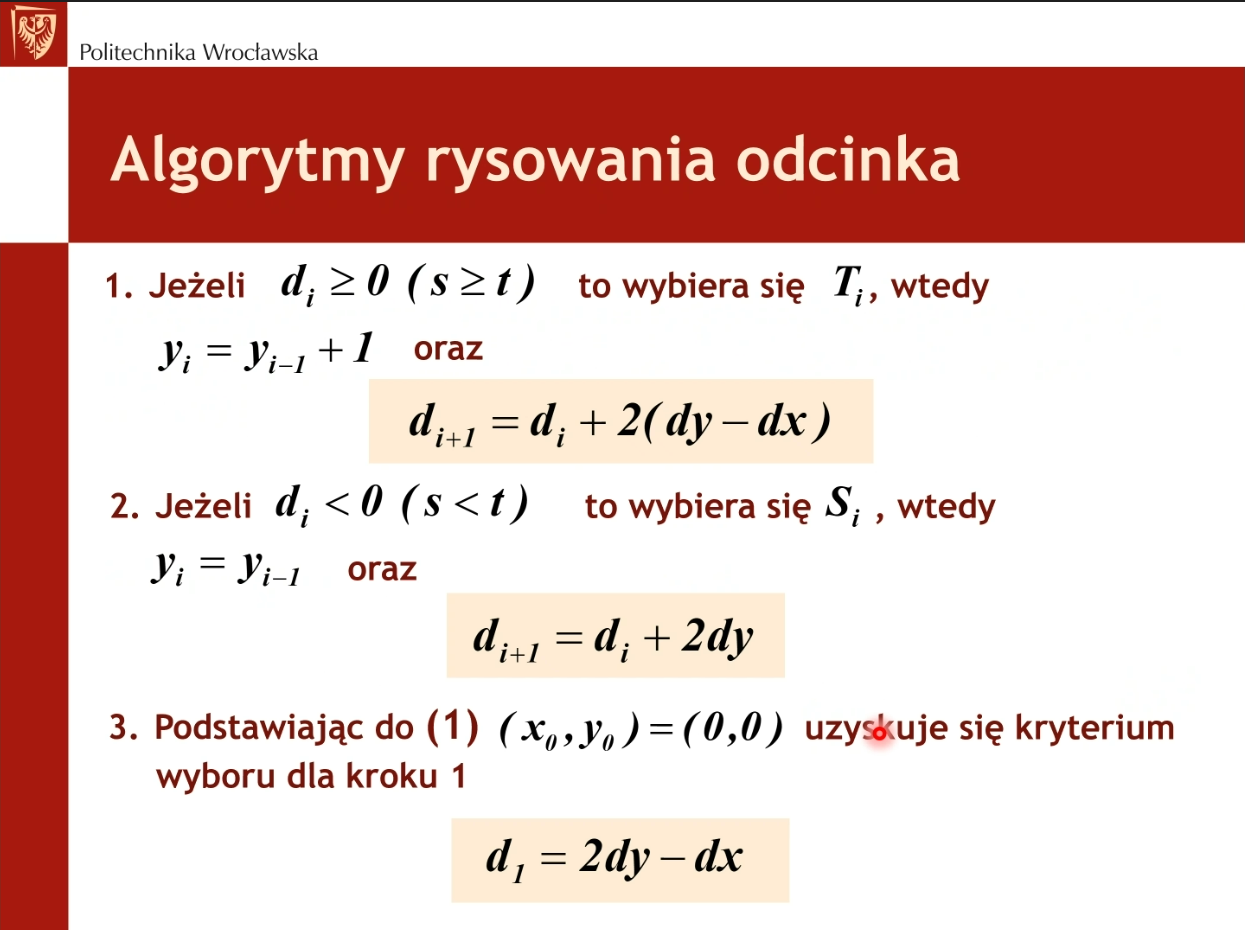 Politechnika Wrocławska
Algorytmy rysowania odcinka
1. Jeżeli d_i ≥ 0 ( s ≥ t ) to wybiera się T_i, wtedy
y_i = y_{i–1} + 1 oraz
d_{i+1} = d_i + 2( dy – dx )
2. Jeżeli d_i < 0 ( s < t ) to wybiera się S_i , wtedy
y_i = y_{i–1} oraz
d_{i+1} = d_i + 2dy
3. Podstawiając do (1) ( x_0 , y_0 ) = ( 0,0 ) uzyskuje się kryterium
wyboru dla kroku 1
d_1 = 2dy – dx